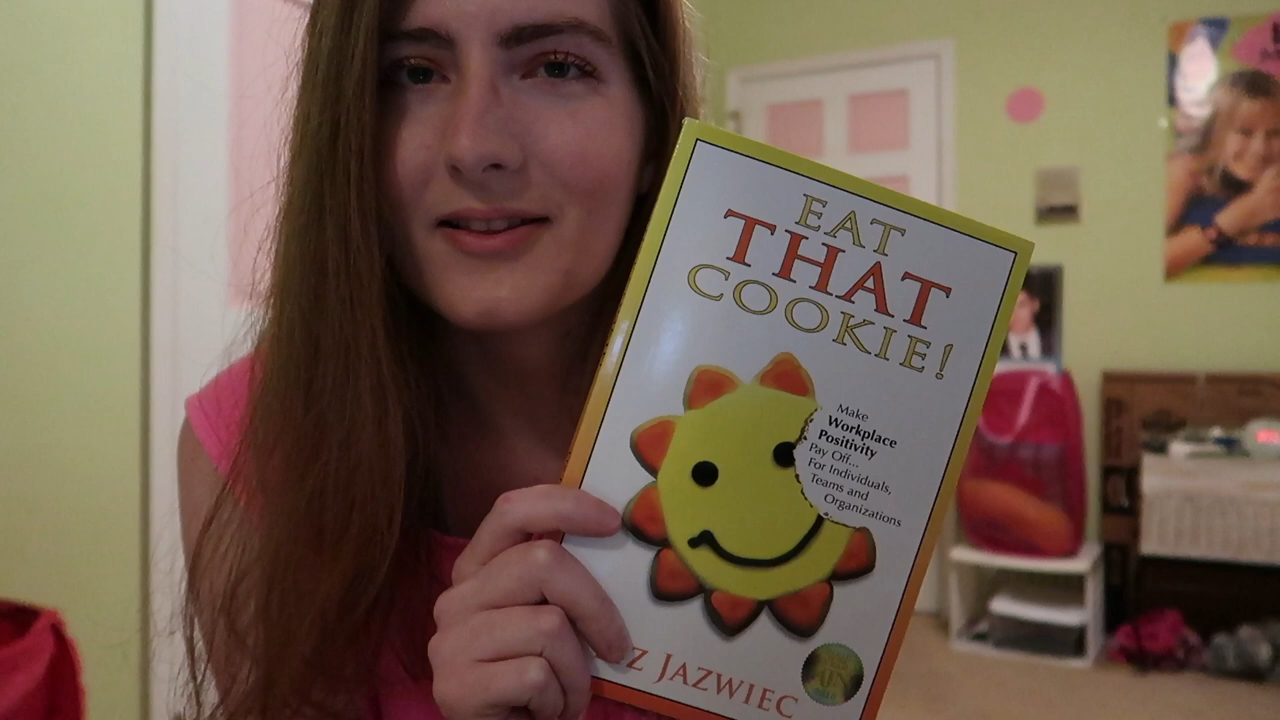 EAT
THAT
COOKIE!
Make
Workplace
Positivity
Pay Off...
For Individuals,
Teams and
Organizations
JAZWIEC